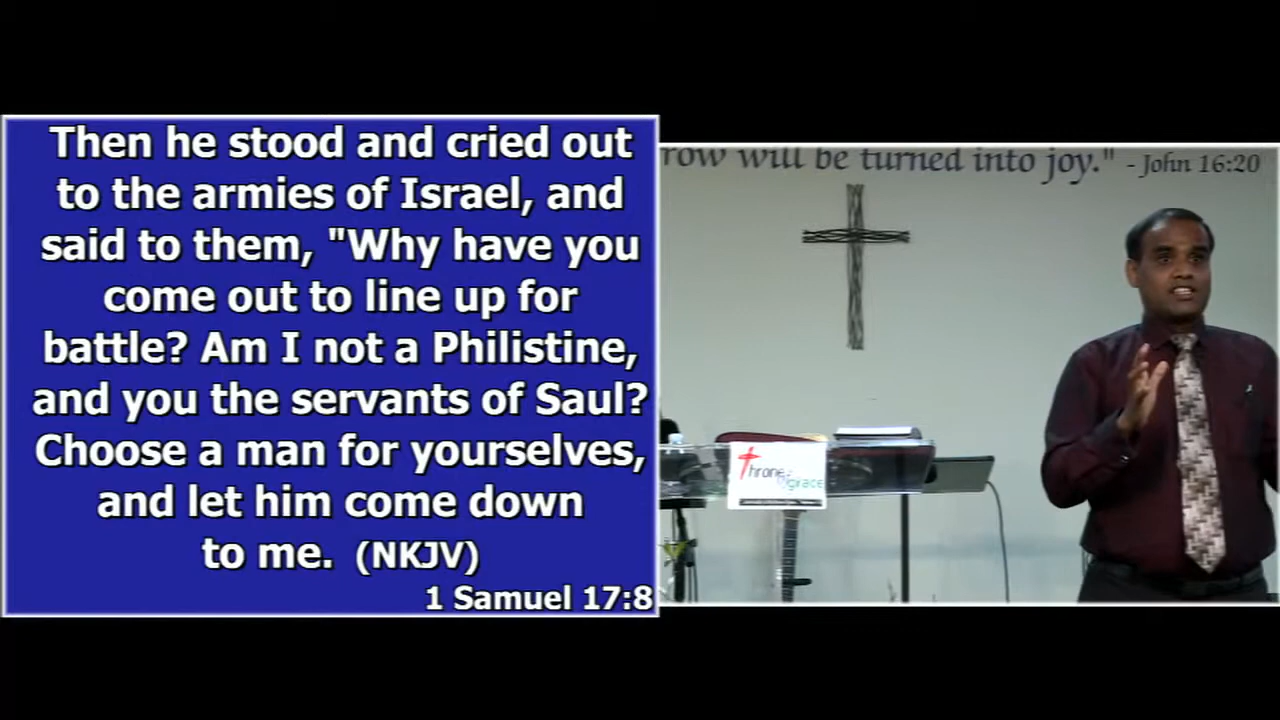 Then he stood and cried out
to the armies of Israel, and
said to them, "Why have you
come out to line up for
battle? Am I not a Philistine,
and you the servants of Saul?
Choose a man for yourselves,
and let him come down
to me. (NKJV)
1 Samuel 17:8
row will be turned into joy." - John 16:20
Throne
grace